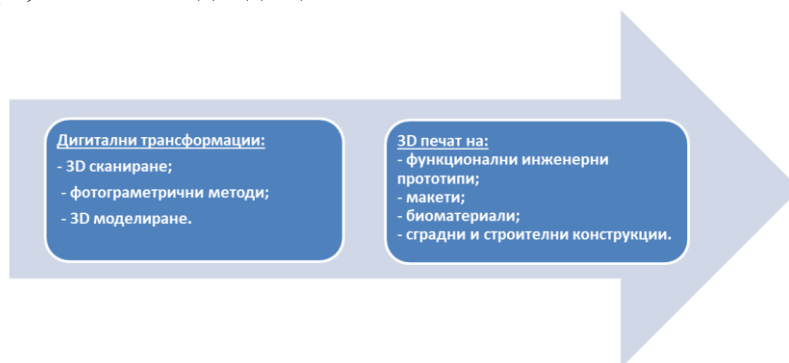 Дигитални трансформации:
- 3D сканиране;
- фотограметрични методи;
- 3D моделиране.
3D печат на:
- функционални инженерни
прототипи;
- макети;
- биоматериали;
- сградни и строителни конструкции.